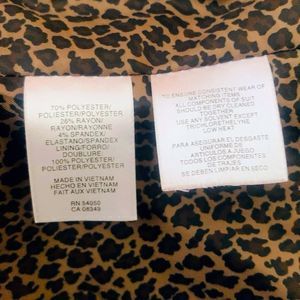 70% POLYESTER/
POLIESTER/POLYESTER
26% RAYON/
RAYON/RAYONNE
4% SPANDEX/
ELASTANO/SPANDEX
LINING/FORRO/
DOUBLURE:
100% POLYESTER/
POLIESTER/POLYESTER
MADE IN VIETNAM
HECHO EN VIETNAM
FAIT AU VIETNAM
RN 54050
CA 06349
TO ENSURE CONSISTENT WEAR OF
MATCHING ITEMS
ALL COMPONENTS OF SUIT
SHOULD BE DRY CLEANED
TOGETHER
USE ANY SOLVENT EXCEPT
TRICHLORETHELYNE
LOW HEAT
PARA ASEGURAR EL DESGASTE
UNIFORME DE
ARTICULOS A JUEGO
TODOS LOS COMPONENTES
DE TRAJES
SE DEBEN LIMPIAR EN SECO